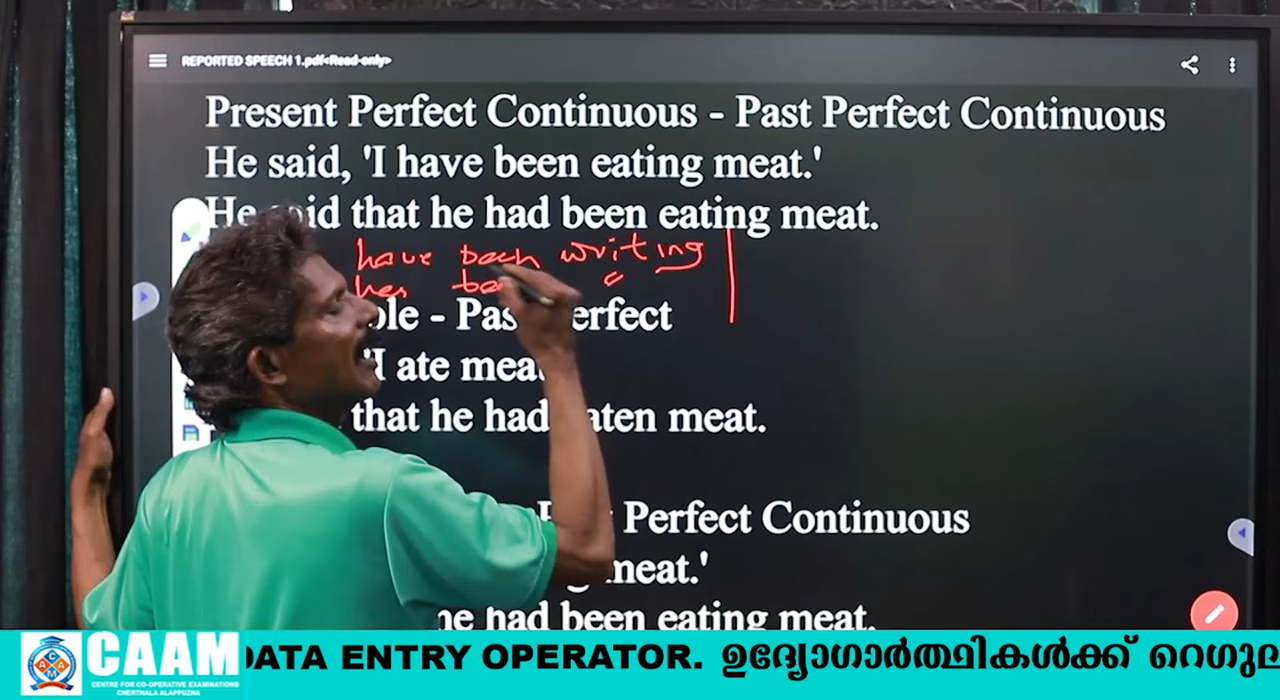 REPORTED SPEECH 1.pdf<Read-only>
Present Perfect Continuous - Past Perfect Continuous
He said, 'I have been eating meat.'
He said that he had been eating meat.
have been writing
has be
ple - Past Perfect
'I ate meat
that he had eaten meat.
Perfect Continuous
meat.'
he had been eating meat.
CAAM
CENTRE FOR CO-OPERATIVE EXAMINATIONS
CHERTHALA ALAPPUZHA
DATA ENTRY OPERATOR. ഉദ്യോഗാർത്ഥികൾക്ക് റെഗുല